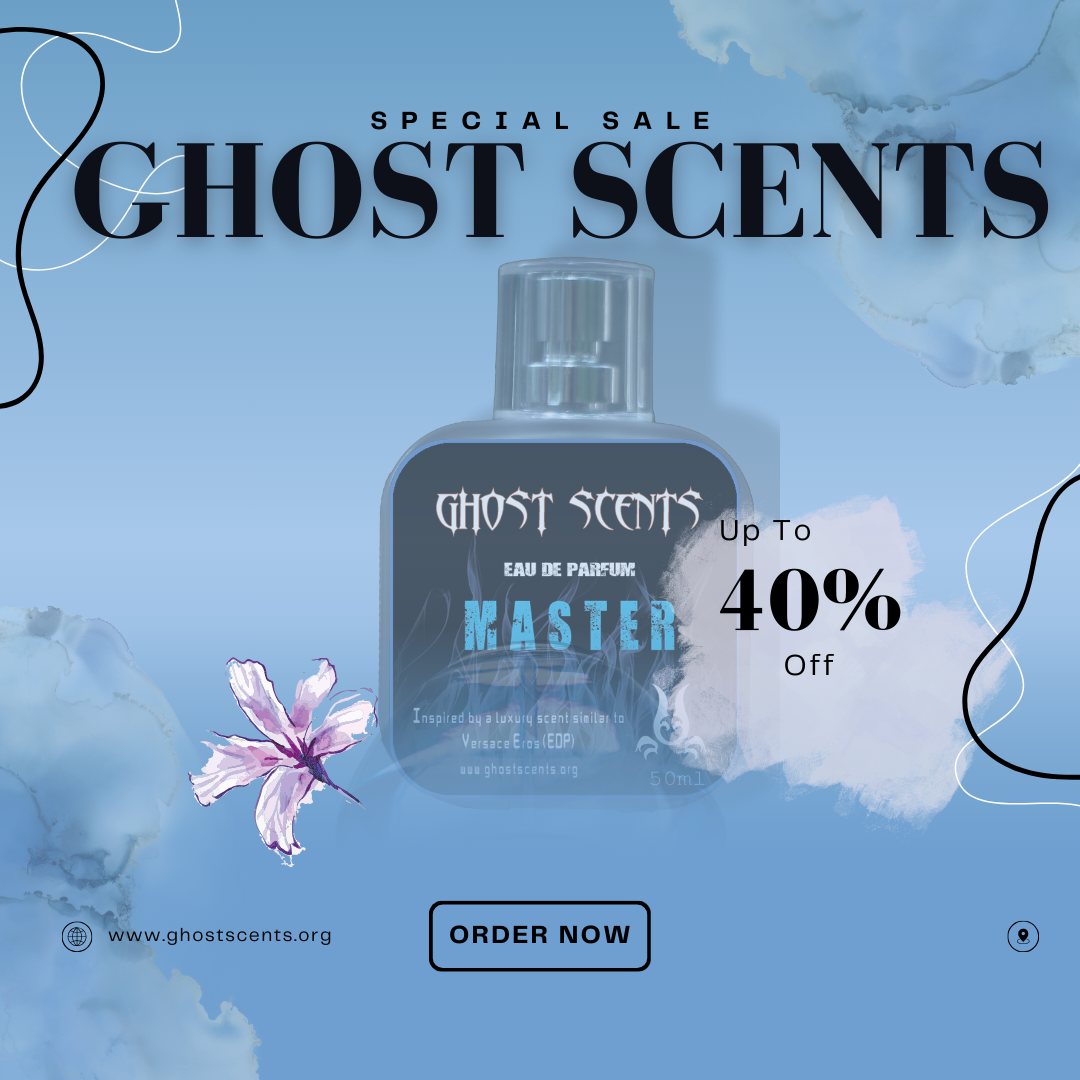 SPECIAL SALE
GHOST SCENTS
GHOST SCENTS
EAU DE PARFUM
MASTER
Inspired by a luxury scent similar to
Versace Eros (EDP)
www.ghostscents.org
50ml
Up To
40%
Off
www.ghostscents.org
ORDER NOW